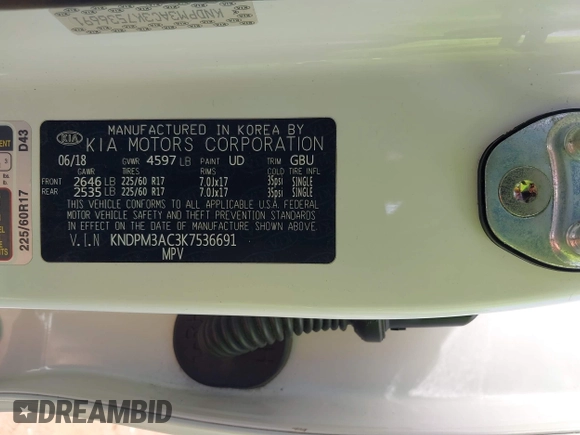 KNDPM3AC3K7536691
KIA
MANUFACTURED IN KOREA BY
KIA MOTORS CORPORATION
06/18 GVWR 4597 LB PAINT UD TRIM GBU
GAWR TIRES RIMS COLD TIRE INFL
FRONT 2646 LB 225/60 R17 7.0Jx17 35psi SINGLE
REAR 2535 LB 225/60 R17 7.0Jx17 35psi SINGLE
THIS VEHICLE CONFORMS TO ALL APPLICABLE U.S.A. FEDERAL
MOTOR VEHICLE SAFETY AND THEFT PREVENTION STANDARDS
IN EFFECT ON THE DATE OF MANUFACTURE SHOWN ABOVE.
V.I.N KNDPM3AC3K7536691
MPV
D43
225/60R17
DREAMBID